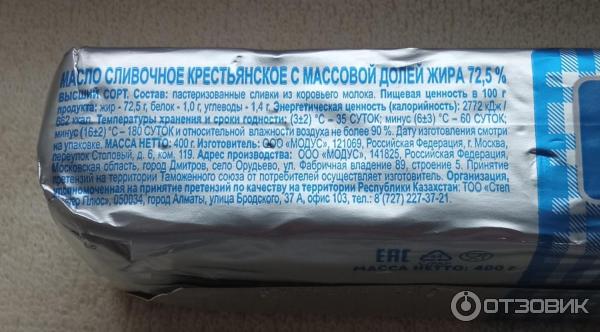 МАСЛО СЛИВОЧНОЕ КРЕСТЬЯНСКОЕ С МАССОВОЙ ДОЛЕЙ ЖИРА 72,5 %
ВЫСШИЙ СОРТ. Состав: пастеризованные сливки из коровьего молока. Пищевая ценность в 100 г
продукта: жир - 72,5 г, белок - 1,0 г, углеводы - 1,4 г. Энергетическая ценность (калорийность): 2772 кДж /
662 ккал. Температуры хранения и сроки годности: (3±2) °С – 35 СУТОК; минус (6±3) °С – 60 СУТОК;
минус (16±2) °С – 180 СУТОК и относительной влажности воздуха не более 90 %. Дату изготовления смотри
на упаковке. МАССА НЕТТО: 400 г. Изготовитель: ООО «МОДУС», 121069, Российская Федерация, г. Москва,
переулок Столовый, д. 6, ком. 119. Адрес производства: ООО «МОДУС», 141825, Российская Федерация,
Московская область, город Дмитров, село Орудьево, ул. Фабричная владение 89, строение 5. Принятие
претензий на территории Таможенного союза от потребителей осуществляет изготовитель. Организация,
уполномоченная на принятие претензий по качеству на территории Республики Казахстан: ТОО «Степ
Плюс», 050034, город Алматы, улица Бродского, 37 А, офис 103, тел.: 8 (727) 227-37-21
ЕАС
МАССА НЕТТО: 400 г.
ОТЗОВИК